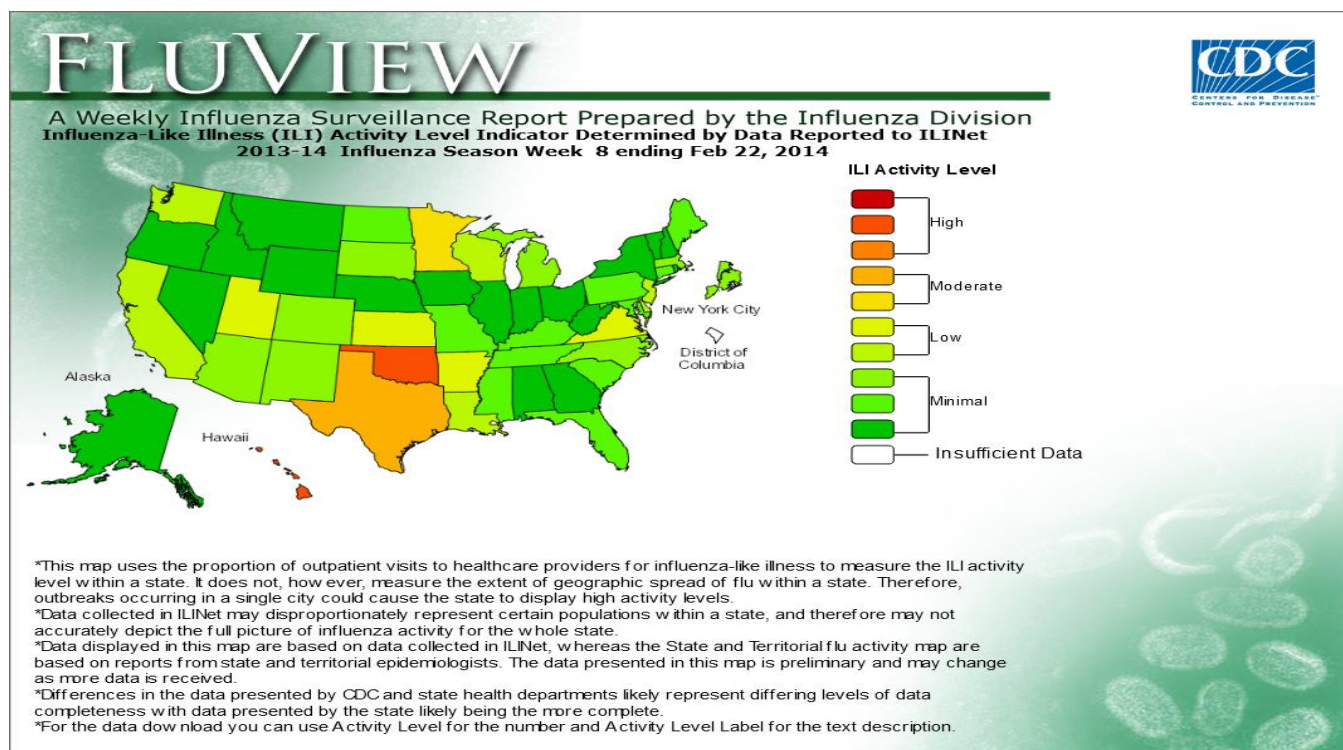 FLUVIEW
CDC
CENTERS FOR DISEASE™
CONTROL AND PREVENTION
A Weekly Influenza Surveillance Report Prepared by the Influenza Division
Influenza-Like Illness (ILI) Activity Level Indicator Determined by Data Reported to ILINet
2013-14 Influenza Season Week 8 ending Feb 22, 2014
ILI Activity Level
High
Moderate
Low
Minimal
Insufficient Data
New York City
District of
Columbia
Alaska
Hawaii
*This map uses the proportion of outpatient visits to healthcare providers for influenza-like illness to measure the ILI activity
level within a state. It does not, however, measure the extent of geographic spread of flu within a state. Therefore,
outbreaks occurring in a single city could cause the state to display high activity levels.
*Data collected in ILINet may disproportionately represent certain populations within a state, and therefore may not
accurately depict the full picture of influenza activity for the whole state.
*Data displayed in this map are based on data collected in ILINet, whereas the State and Territorial flu activity map are
based on reports from state and territorial epidemiologists. The data presented in this map is preliminary and may change
as more data is received.
*Differences in the data presented by CDC and state health departments likely represent differing levels of data
completeness with data presented by the state likely being the more complete.
*For the data download you can use Activity Level for the number and Activity Level Label for the text description.